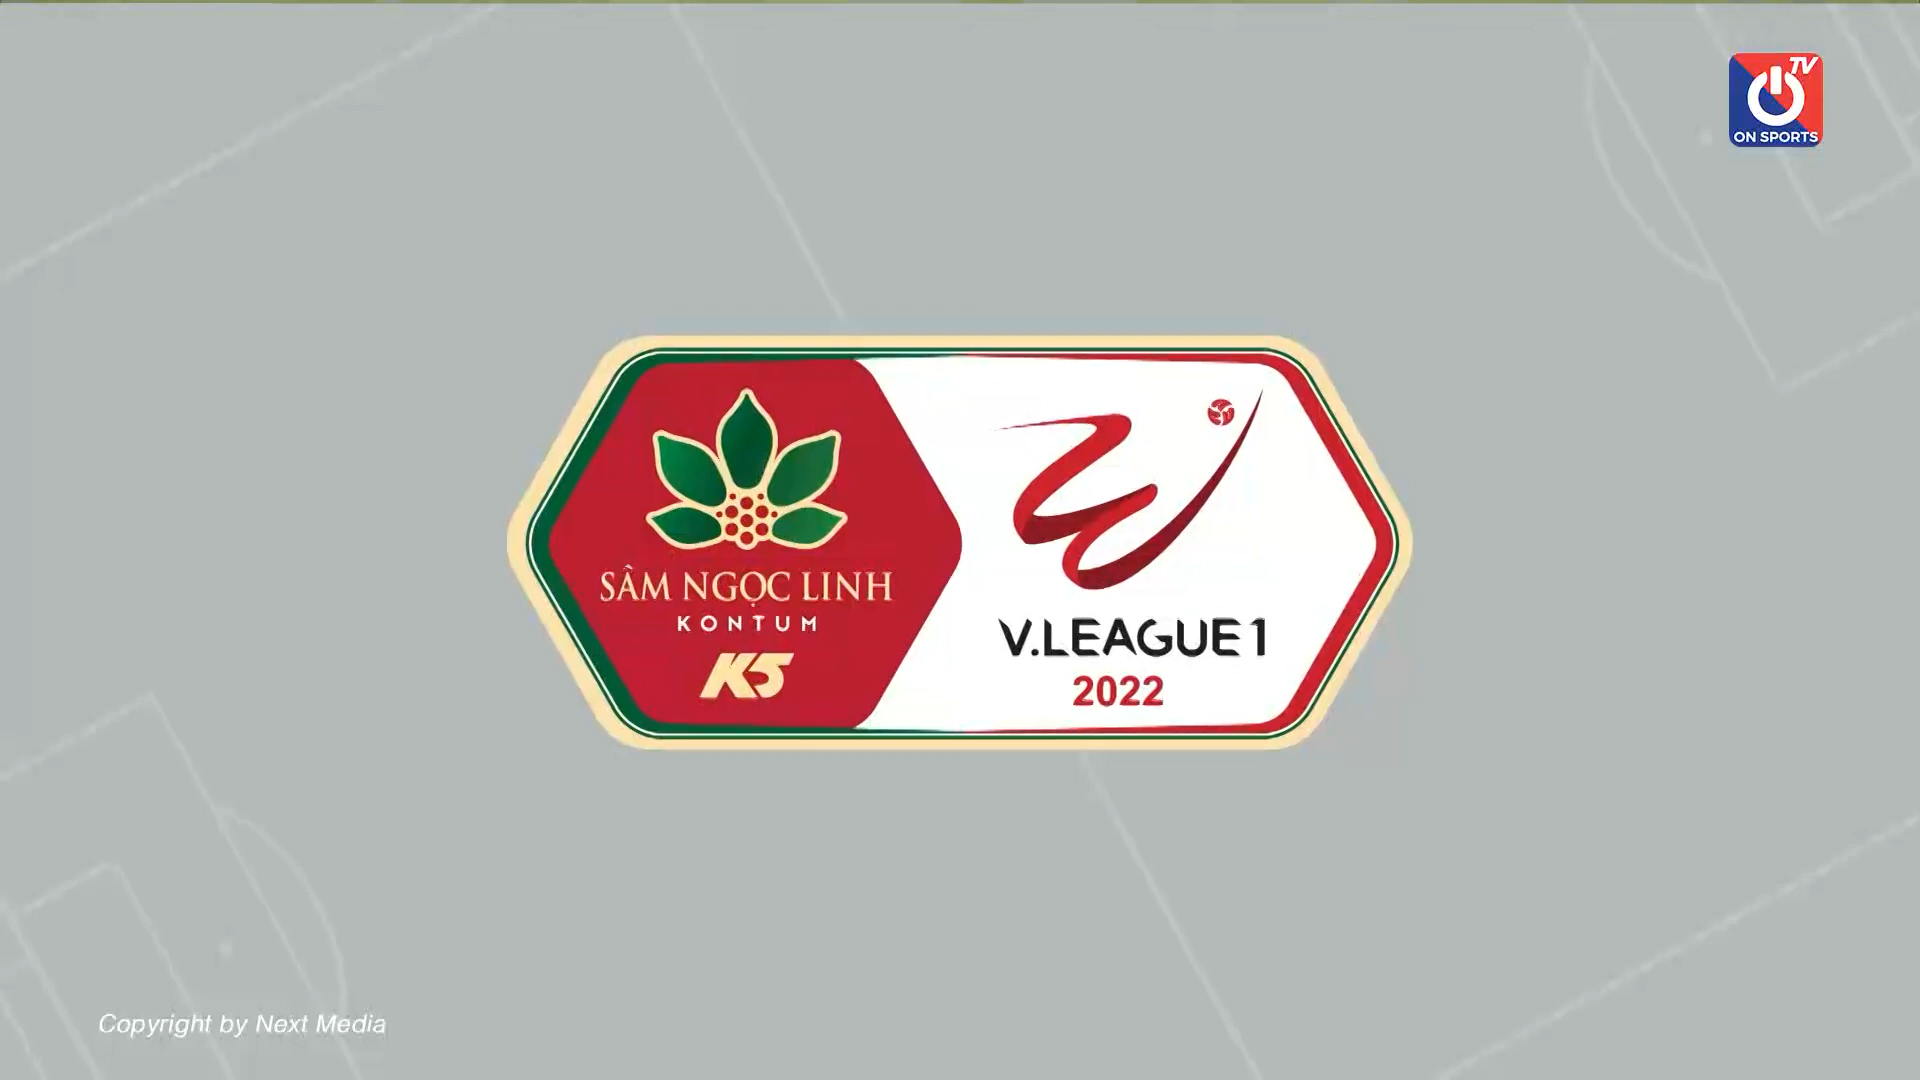 TV
ON SPORTS
SÂM NGỌC LINH
KONTUM
K5
V.LEAGUE 1
2022
Copyright by Next Media